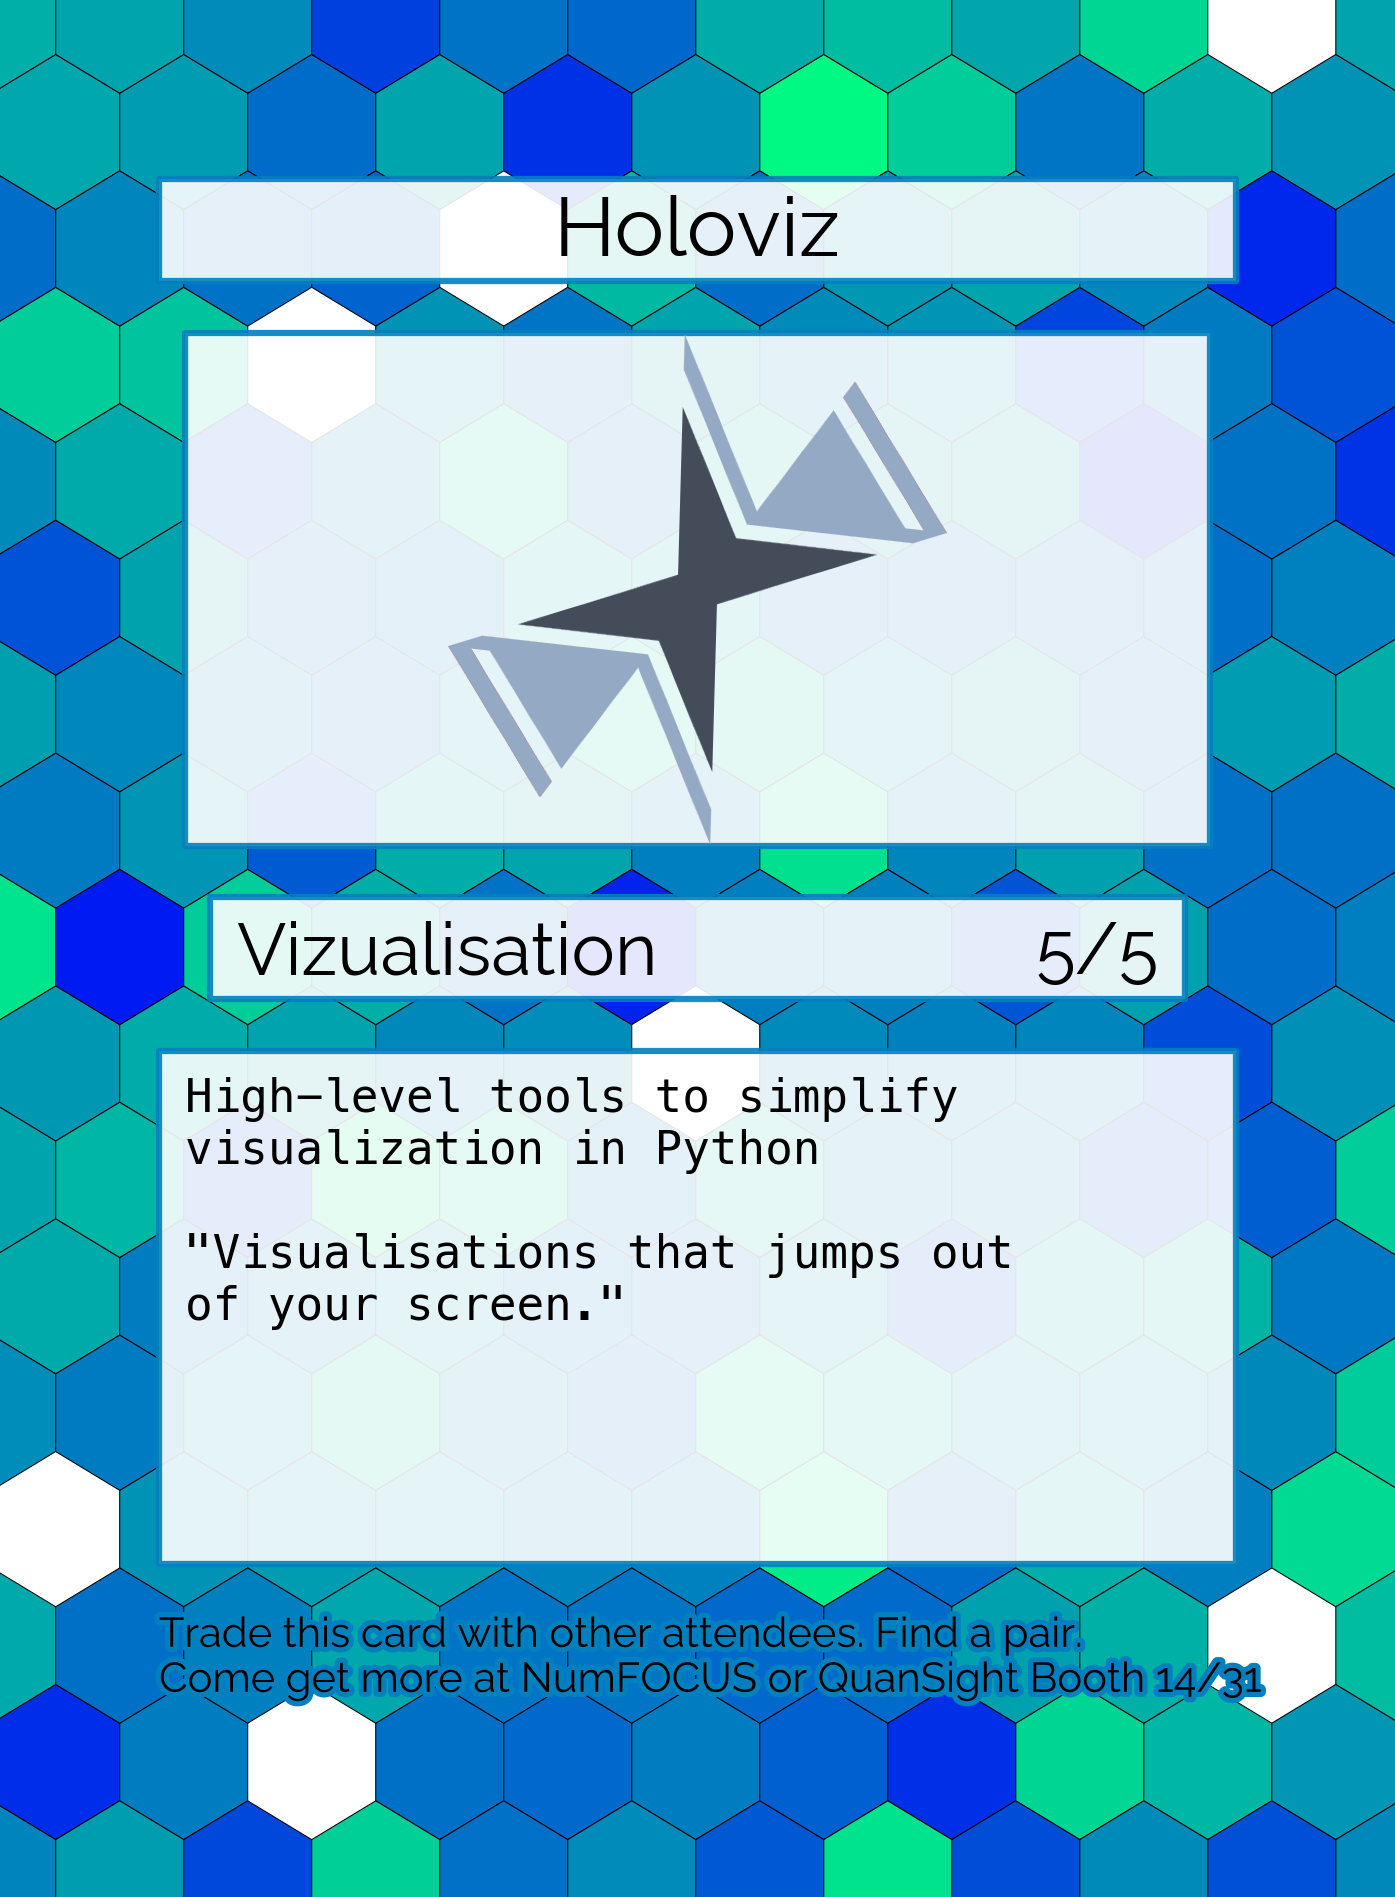 Holoviz
Vizualisation 5/5
High-level tools to simplify
visualization in Python
"Visualisations that jumps out
of your screen."
Trade this card with other attendees. Find a pair.
Come get more at NumFOCUS or QuanSight Booth 14/31